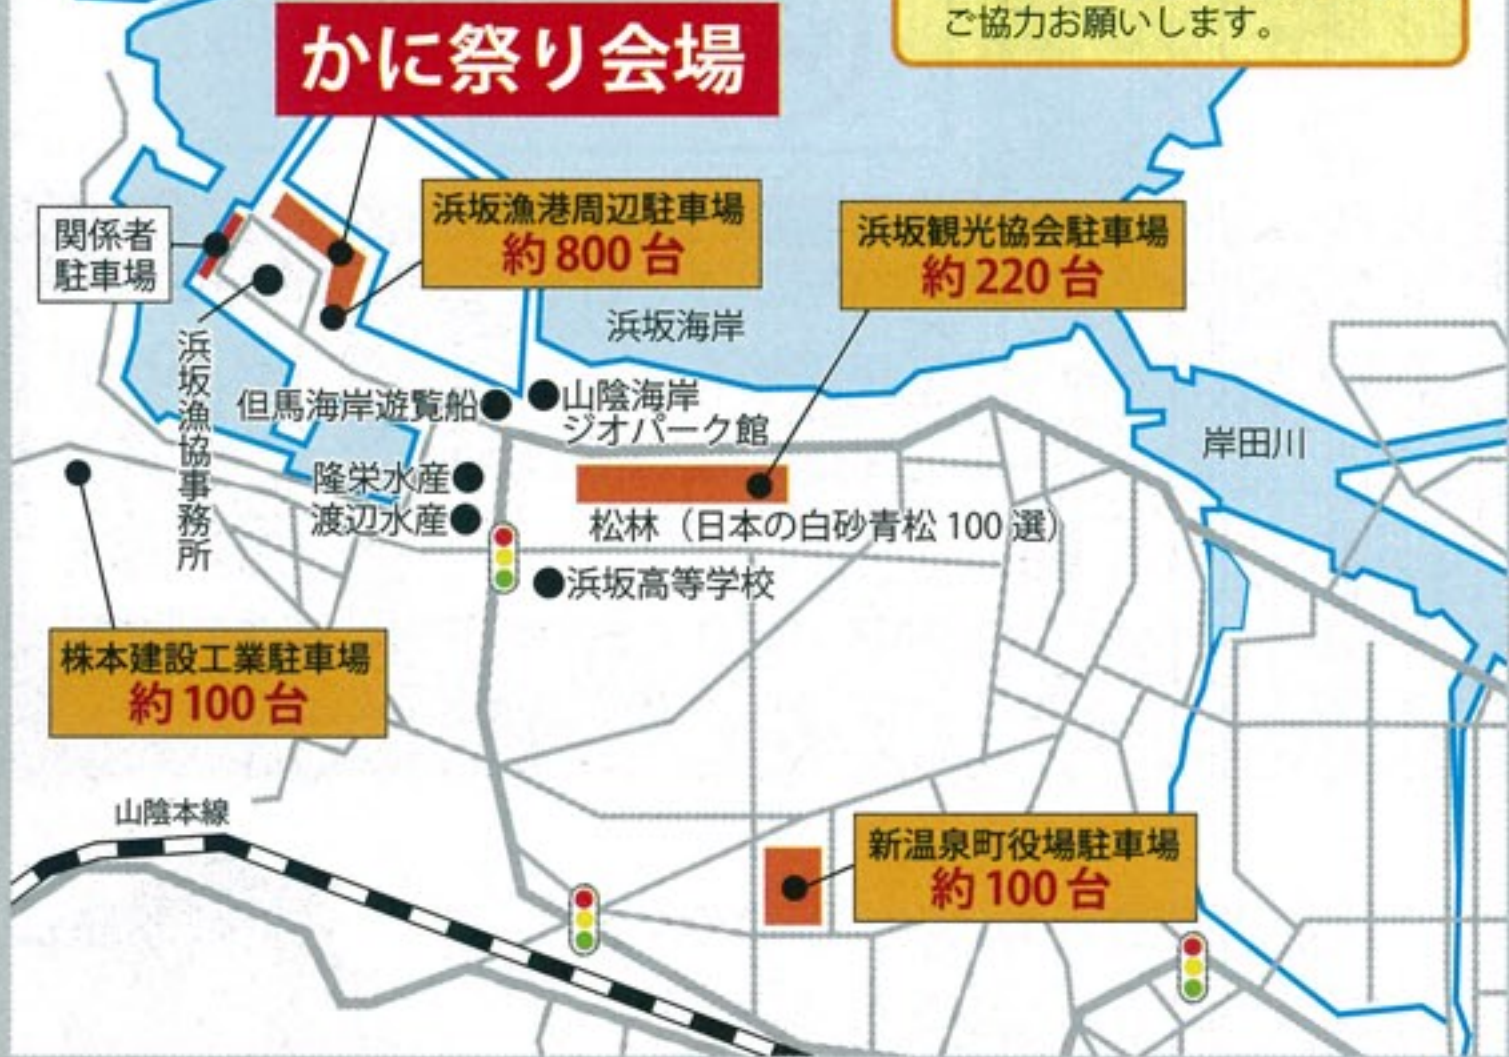 ご協力お願いします。
かに祭り会場
浜坂漁港周辺駐車場
約800台
浜坂観光協会駐車場
約220台
関係者
駐車場
浜坂海岸
浜坂漁協事務所
但馬海岸遊覧船
山陰海岸
ジオパーク館
岸田川
隆栄水産
渡辺水産
松林（日本の白砂青松100選）
浜坂高等学校
株本建設工業駐車場
約100台
山陰本線
新温泉町役場駐車場
約100台